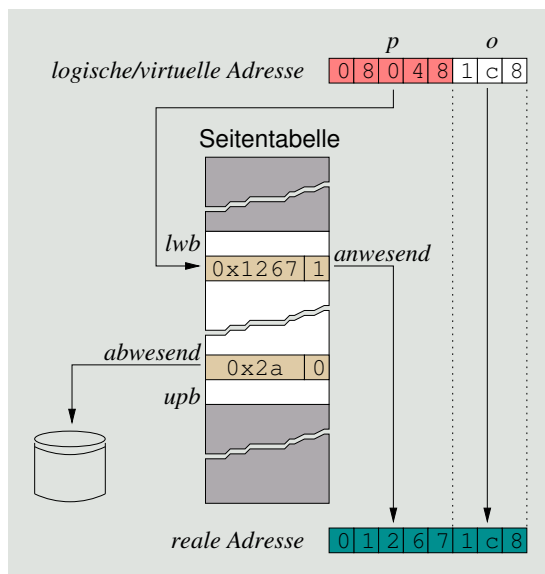 p o
logische/virtuelle Adresse 0 8 0 4 8 1 c 8
Seitentabelle
lwb
0x1267 1 anwesend
abwesend
0x2a 0
upb
reale Adresse 0 1 2 6 7 1 c 8